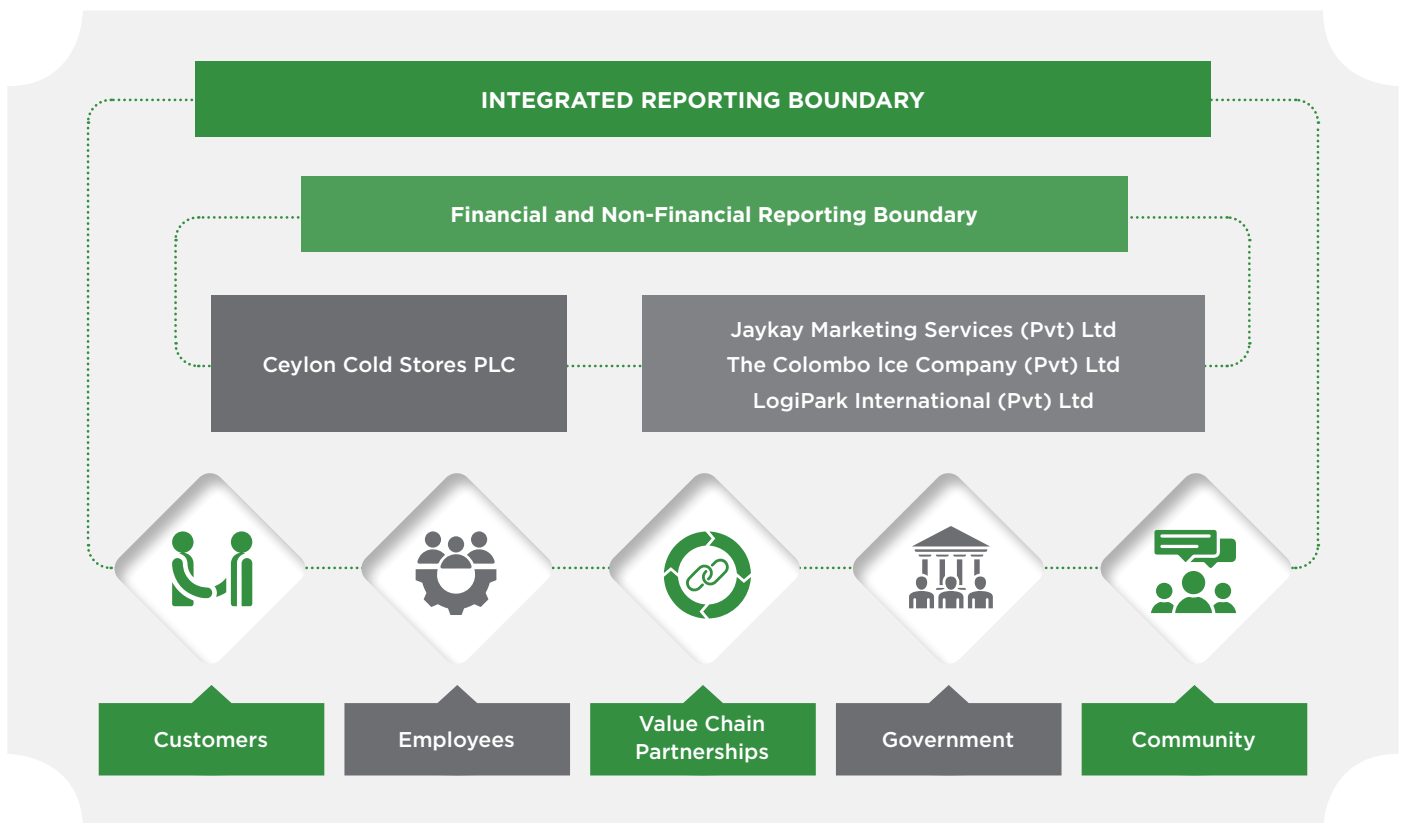 INTEGRATED REPORTING BOUNDARY
Financial and Non-Financial Reporting Boundary
Ceylon Cold Stores PLC
Jaykay Marketing Services (Pvt) Ltd
The Colombo Ice Company (Pvt) Ltd
LogiPark International (Pvt) Ltd
Customers
Employees
Value Chain
Partnerships
Government
Community